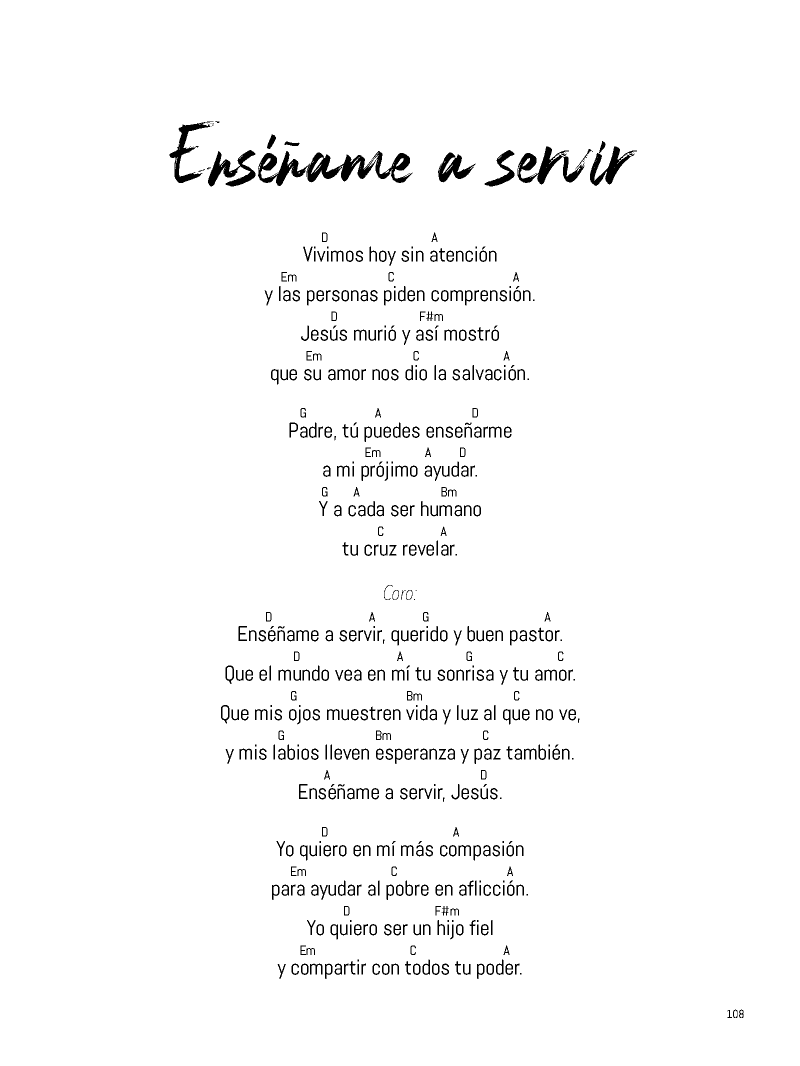 Enséñame a servir
D A
Vivimos hoy sin atención
Em C A
y las personas piden comprensión.
D F#m
Jesús murió y así mostró
Em C A
que su amor nos dio la salvación.
G A D
Padre, tú puedes enseñarme
Em A D
a mi prójimo ayudar.
G A Bm
Y a cada ser humano
C A
tu cruz revelar.
Coro:
D A G A
Enséñame a servir, querido y buen pastor.
D A G C
Que el mundo vea en mí tu sonrisa y tu amor.
G Bm C
Que mis ojos muestren vida y luz al que no ve,
G Bm C
y mis labios lleven esperanza y paz también.
A D
Enséñame a servir, Jesús.
D A
Yo quiero en mí más compasión
Em C A
para ayudar al pobre en aflicción.
D F#m
Yo quiero ser un hijo fiel
Em C A
y compartir con todos tu poder.
108